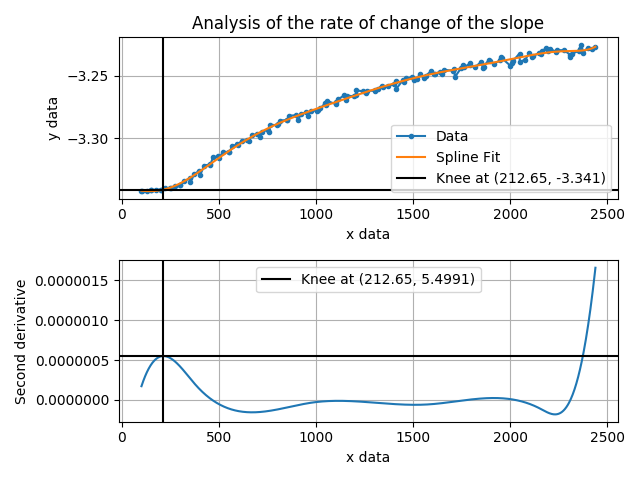 Analysis of the rate of change of the slope
y data
−3.25
−3.30
Data
Spline Fit
Knee at (212.65, -3.341)
0
500
1000
1500
2000
2500
x data
Second derivative
0.0000015
0.0000010
0.0000005
0.0000000
Knee at (212.65, 5.4991)
0
500
1000
1500
2000
2500
x data